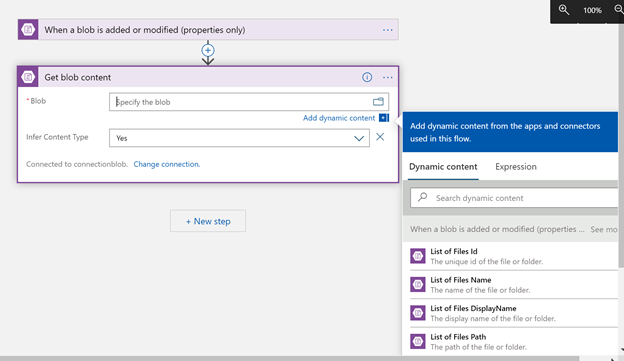 100%
When a blob is added or modified (properties only)
Get blob content
* Blob
Specify the blob
Add dynamic content
Infer Content Type
Yes
Connected to connectionblob. Change connection.
+ New step
Add dynamic content from the apps and connectors
used in this flow.
Dynamic content Expression
Search dynamic content
When a blob is added or modified (properties ... See mo
List of Files Id
The unique id of the file or folder.
List of Files Name
The name of the file or folder.
List of Files DisplayName
The display name of the file or folder.
List of Files Path
The path of the file or folder.